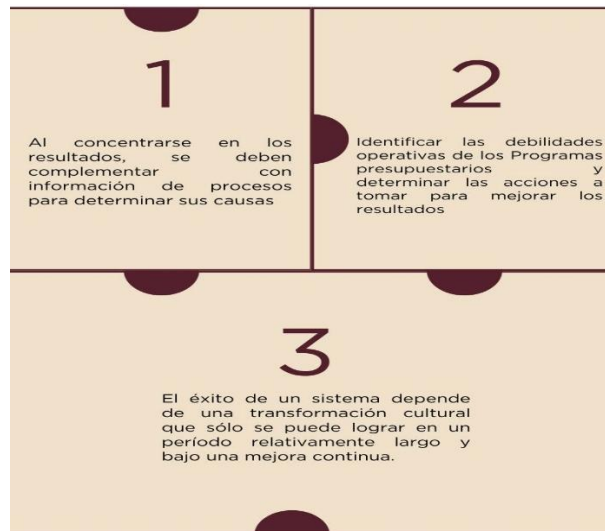 1
Al concentrarse en los
resultados, se deben
complementar con
información de procesos
para determinar sus causas
2
Identificar las debilidades
operativas de los Programas
presupuestarios y
determinar las acciones a
tomar para mejorar los
resultados
3
El éxito de un sistema depende
de una transformación cultural
que sólo se puede lograr en un
período relativamente largo y
bajo una mejora continua.